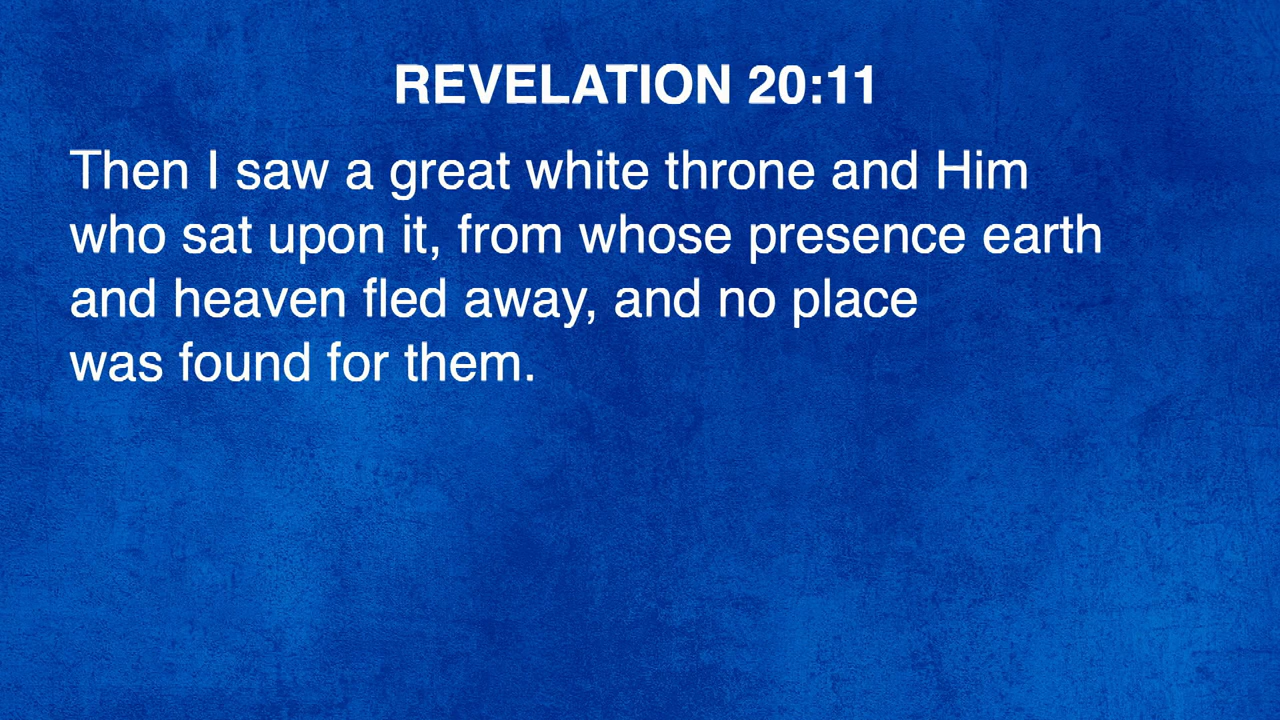 REVELATION 20:11
Then I saw a great white throne and Him
who sat upon it, from whose presence earth
and heaven fled away, and no place
was found for them.